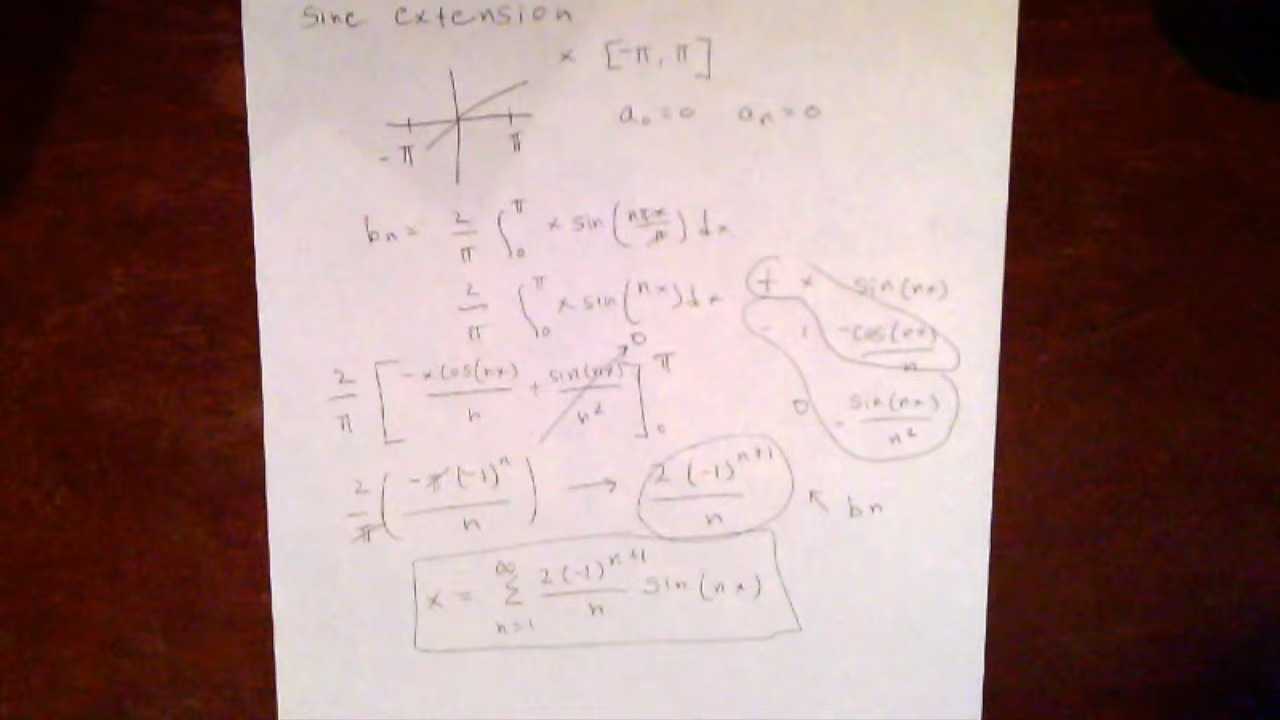 sine extension
x [-π, π]
a₀ = 0 aₙ = 0
-π π
bn = 2/π ∫₀^π x sin(nπx/π) dx
2/π ∫₀^π x sin(nx) dx
+ x sin(nx)
- 1 -cos(nx)/n
0 -sin(nx)/n²
2/π [-x cos(nx)/n + sin(nx)/n²]₀^π
0
2/π (-π(-1)^n/n) → 2(-1)^(n+1)/n ↖ bn
x = ∑_{n=1}^∞ 2(-1)^(n+1)/n sin(nx)